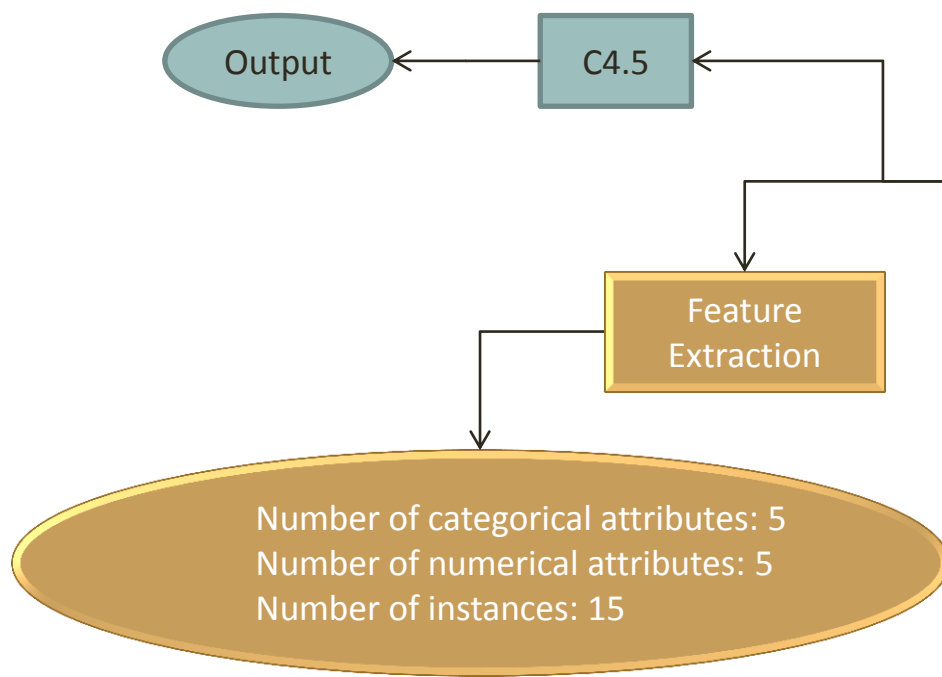 Output
C4.5
Feature
Extraction
Number of categorical attributes: 5
Number of numerical attributes: 5
Number of instances: 15